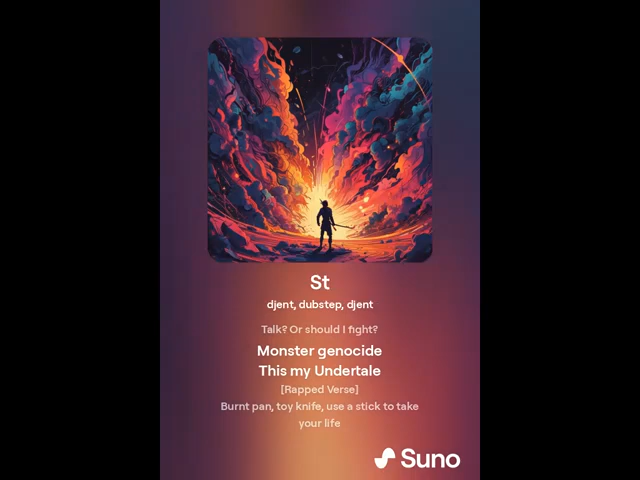 St
djent, dubstep, djent
Talk? Or should I fight?
Monster genocide
This my Undertale
[Rapped Verse]
Burnt pan, toy knife, use a stick to take
your life
Suno